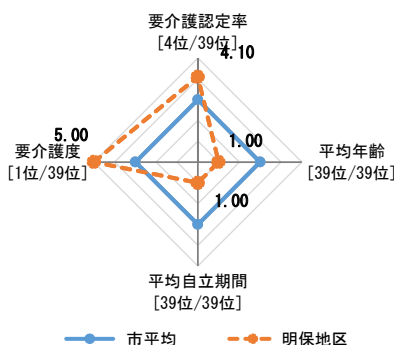 要介護認定率
[4位/39位]
4.10
5.00
要介護度
[1位/39位]
1.00
平均年齢
[39位/39位]
1.00
平均自立期間
[39位/39位]
市平均
明保地区